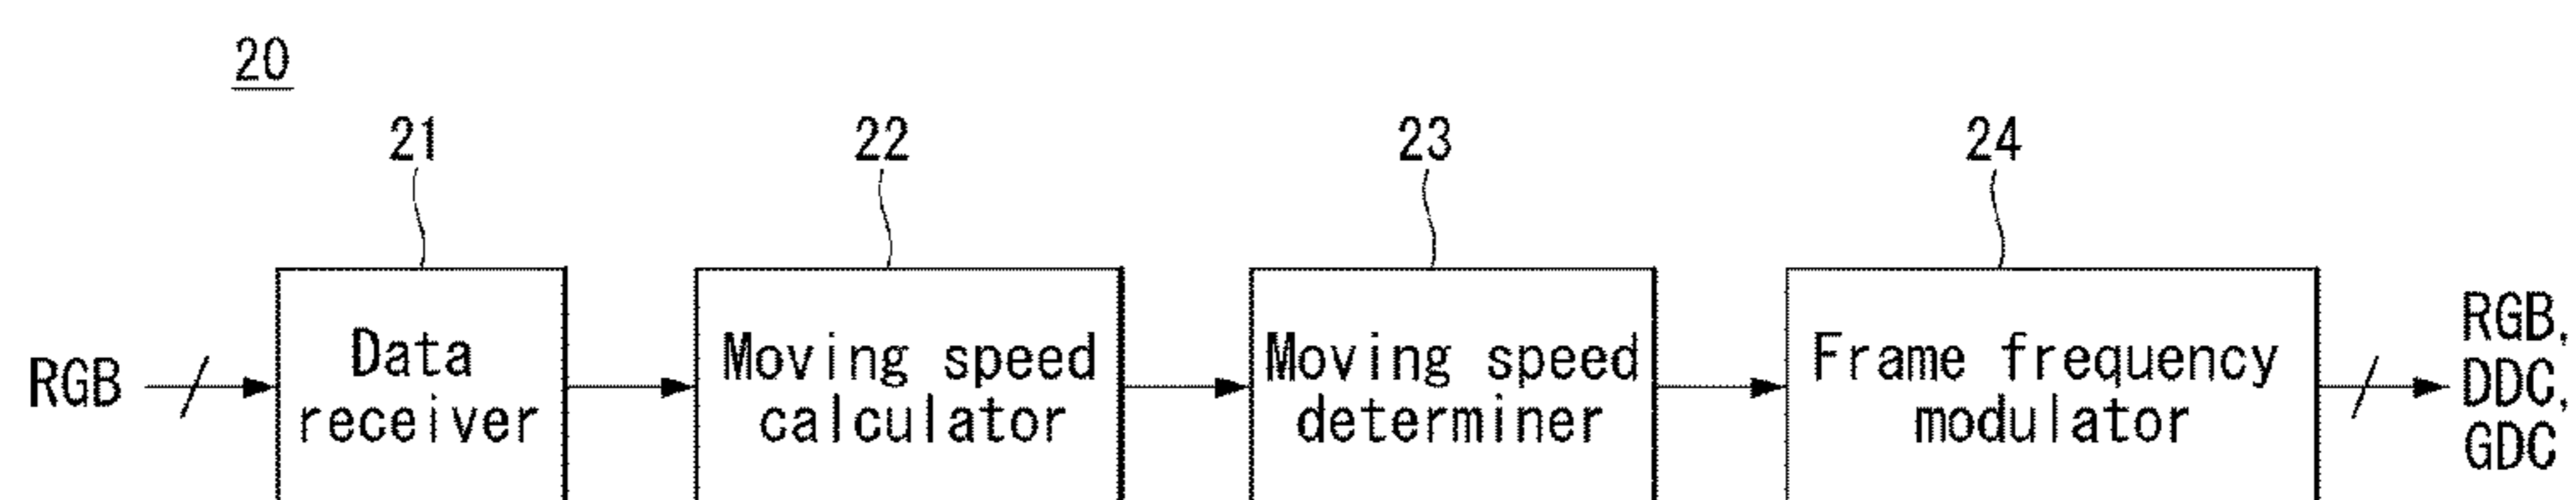 20
21
22
23
24
RGB
Data
receiver
Moving speed
calculator
Moving speed
determiner
Frame frequency
modulator
RGB,
DDC,
GDC